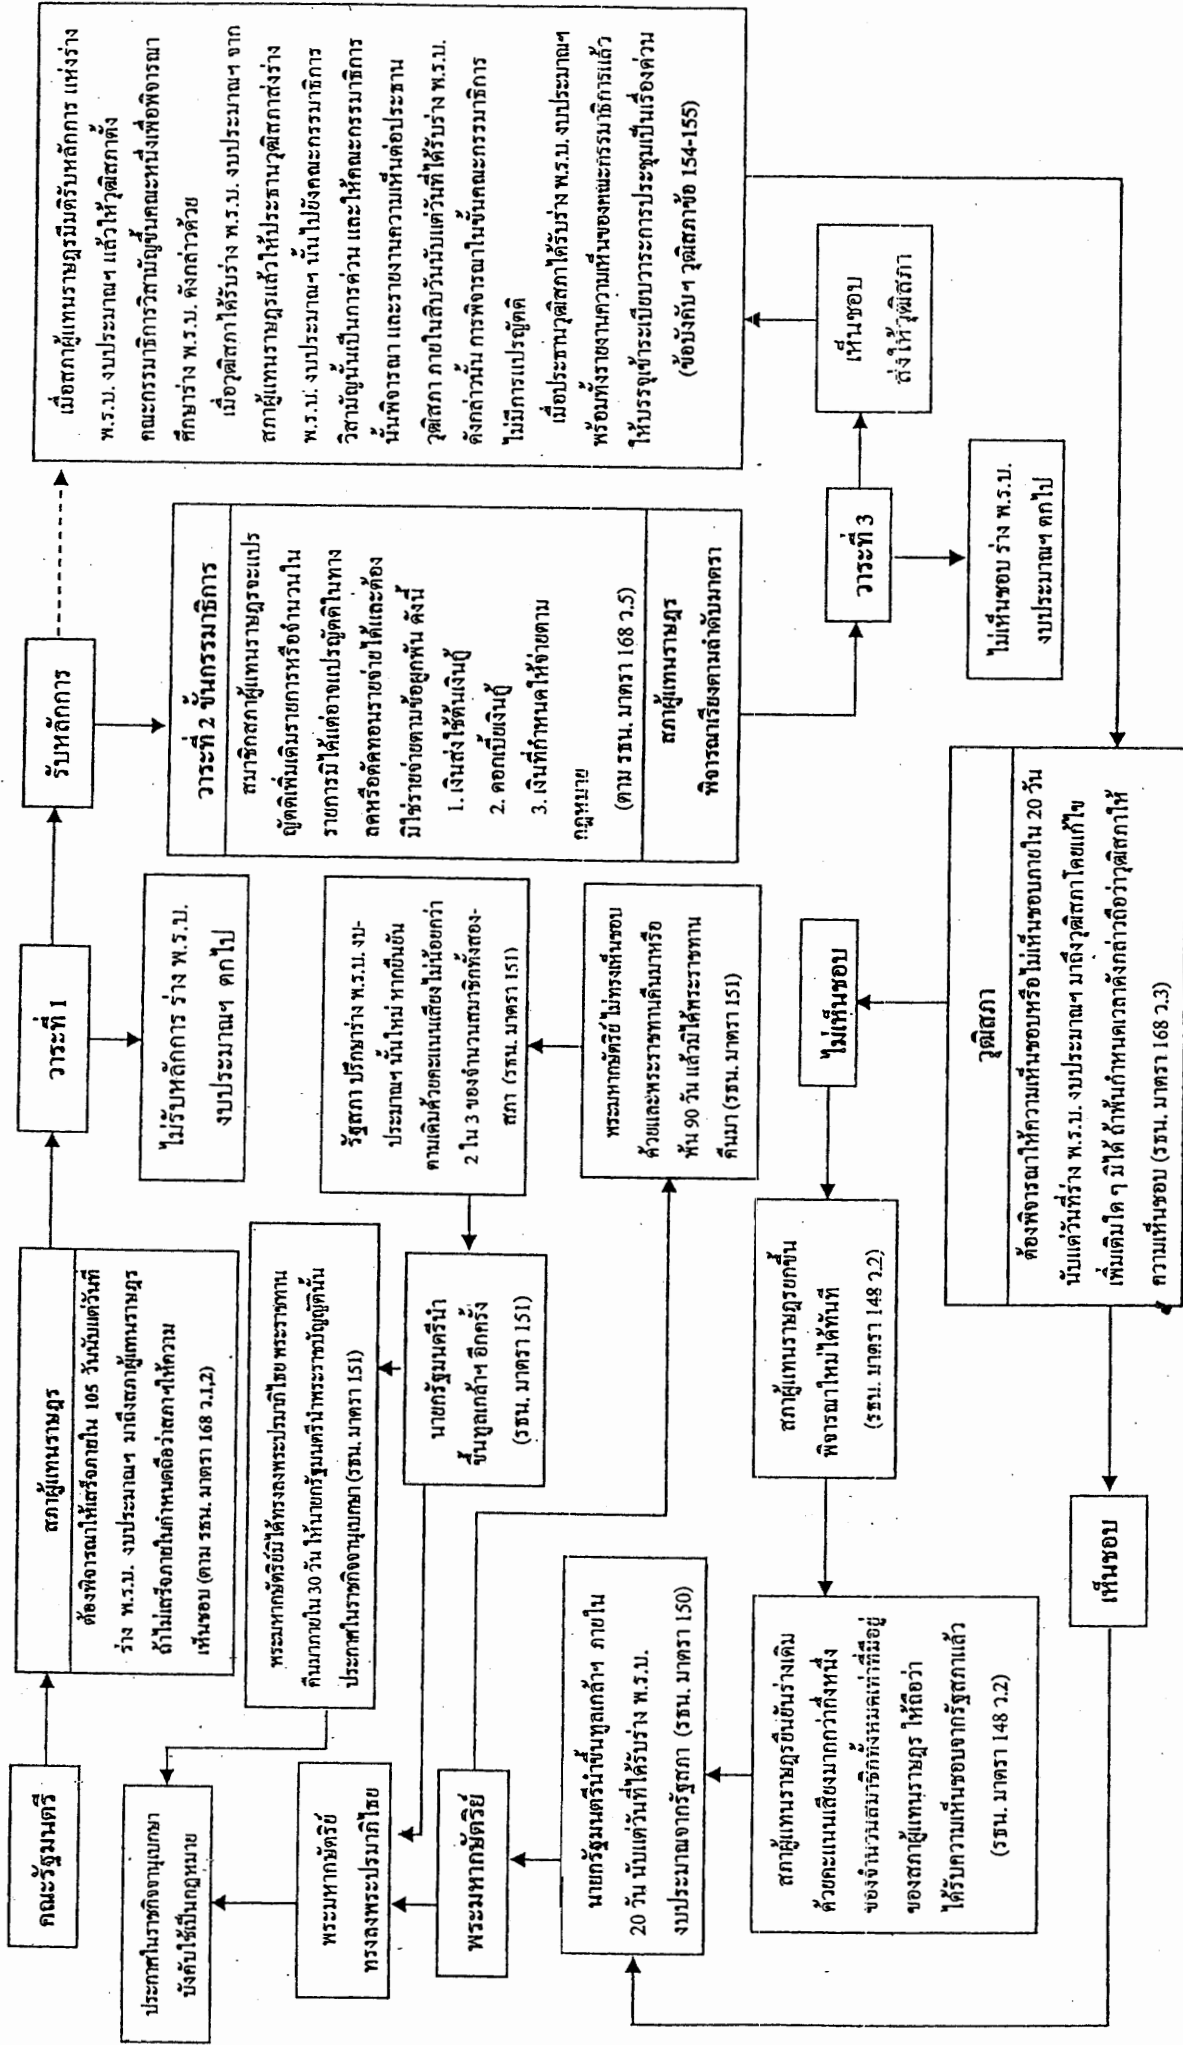 คณะรัฐมนตรี
สภาผู้แทนราษฎร
ต้องพิจารณาให้เสร็จภายใน 105 วันนับแต่วันที่
ร่าง พ.ร.บ. งบประมาณฯ มาถึงสภาผู้แทนราษฎร
ถ้าไม่เสร็จภายในกำหนดถือว่าสภาฯให้ความ
เห็นชอบ (ตาม รธน. มาตรา 168 ว.1,2)
วาระที่ 1
ไม่รับหลักการ ร่าง พ.ร.บ.
งบประมาณฯ ตกไป
รับหลักการ
เมื่อสภาผู้แทนราษฎรมีมติรับหลักการ แห่งร่าง
พ.ร.บ. งบประมาณฯ แล้วให้วุฒิสภาตั้ง
คณะกรรมาธิการวิสามัญขึ้นคณะหนึ่งเพื่อพิจารณา
ศึกษาร่าง พ.ร.บ. ดังกล่าวด้วย
เมื่อวุฒิสภาได้รับร่าง พ.ร.บ. งบประมาณฯ จาก
สภาผู้แทนราษฎรแล้วให้ประธานวุฒิสภาส่งร่าง
พ.ร.บ. งบประมาณฯ นั้นไปยังคณะกรรมาธิการ
วิสามัญนั้นเป็นการด่วน และให้คณะกรรมาธิการ
นั้นพิจารณา และรายงานความเห็นต่อประธาน
วุฒิสภา ภายในสิบวันนับแต่วันที่ได้รับร่าง พ.ร.บ.
ดังกล่าวนั้น การพิจารณาในขั้นคณะกรรมาธิการ
ไม่มีการแปรญัตติ
เมื่อประธานวุฒิสภาได้รับร่าง พ.ร.บ. งบประมาณฯ
พร้อมทั้งรายงานความเห็นของคณะกรรมาธิการแล้ว
ให้บรรจุเข้าระเบียบวาระการประชุมเป็นเรื่องด่วน
(ข้อบังคับฯ วุฒิสภาข้อ 154-155)
วาระที่ 2 ขั้นกรรมาธิการ
สมาชิกสภาผู้แทนราษฎรจะแปร
ญัตติเพิ่มเติมรายการหรือจำนวนใน
รายการมิได้แต่อาจแปรญัตติในทาง
ลดหรือตัดทอนรายจ่ายได้และต้อง
มิใช่รายจ่ายตามข้อผูกพัน ดังนี้
1. เงินส่งใช้ต้นเงินกู้
2. ดอกเบี้ยเงินกู้
3. เงินที่กำหนดให้จ่ายตาม
กฎหมาย
(ตาม รธน. มาตรา 168 ว.5)
สภาผู้แทนราษฎร
พิจารณาเรียงตามลำดับมาตรา
วาระที่ 3
เห็นชอบ
ส่งให้วุฒิสภา
ไม่เห็นชอบ ร่าง พ.ร.บ.
งบประมาณฯ ตกไป
วุฒิสภา
ต้องพิจารณาให้ความเห็นชอบหรือไม่เห็นชอบภายใน 20 วัน
นับแต่วันที่ร่าง พ.ร.บ. งบประมาณฯ มาถึงวุฒิสภาโดยแก้ไข
เพิ่มเติมใด ๆ มิได้ ถ้าพ้นกำหนดเวลาดังกล่าวถือว่าวุฒิสภาให้
ความเห็นชอบ (รธน. มาตรา 168 ว.3)
ไม่เห็นชอบ
สภาผู้แทนราษฎรยกขึ้น
พิจารณาใหม่ได้ทันที
(รธน. มาตรา 148 ว.2)
สภาผู้แทนราษฎรยืนยันร่างเดิม
ด้วยคะแนนเสียงมากกว่ากึ่งหนึ่ง
ของจำนวนสมาชิกทั้งหมดเท่าที่มีอยู่
ของสภาผู้แทนราษฎร ให้ถือว่า
ได้รับความเห็นชอบจากรัฐสภาแล้ว
(รธน. มาตรา 148 ว.2)
เห็นชอบ
นายกรัฐมนตรีนำขึ้นทูลเกล้าฯ ภายใน
20 วัน นับแต่วันที่ได้รับร่าง พ.ร.บ.
งบประมาณจากรัฐสภา (รธน. มาตรา 150)
พระมหากษัตริย์
พระมหากษัตริย์
ทรงลงพระปรมาภิไธย
ประกาศในราชกิจจานุเบกษา
บังคับใช้เป็นกฎหมาย
พระมหากษัตริย์ ไม่ทรงเห็นชอบ
ด้วยและพระราชทานคืนมาหรือ
พ้น 90 วัน แล้วมิได้พระราชทาน
คืนมา (รธน. มาตรา 151)
รัฐสภา ปรึกษาร่าง พ.ร.บ. งบ-
ประมาณฯ นั้นใหม่ หากยืนยัน
ตามเดิมด้วยคะแนนเสียงไม่น้อยกว่า
2 ใน 3 ของจำนวนสมาชิกทั้งสอง-
สภา (รธน. มาตรา 151)
นายกรัฐมนตรีนำ
ขึ้นทูลเกล้าฯ อีกครั้ง
(รธน. มาตรา 151)
พระมหากษัตริย์มิได้ทรงลงพระปรมาภิไธย พระราชทาน
คืนมาภายใน 30 วัน ให้นายกรัฐมนตรีนำพระราชบัญญัตินั้น
ประกาศในราชกิจจานุเบกษา (รธน. มาตรา 151)